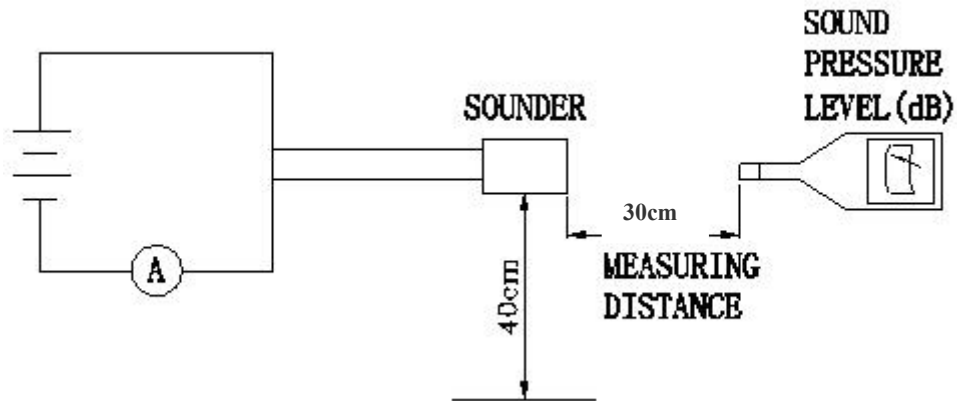 SOUND
PRESSURE
LEVEL(dB)
SOUNDER
30cm
A
MEASURING
DISTANCE
40cm